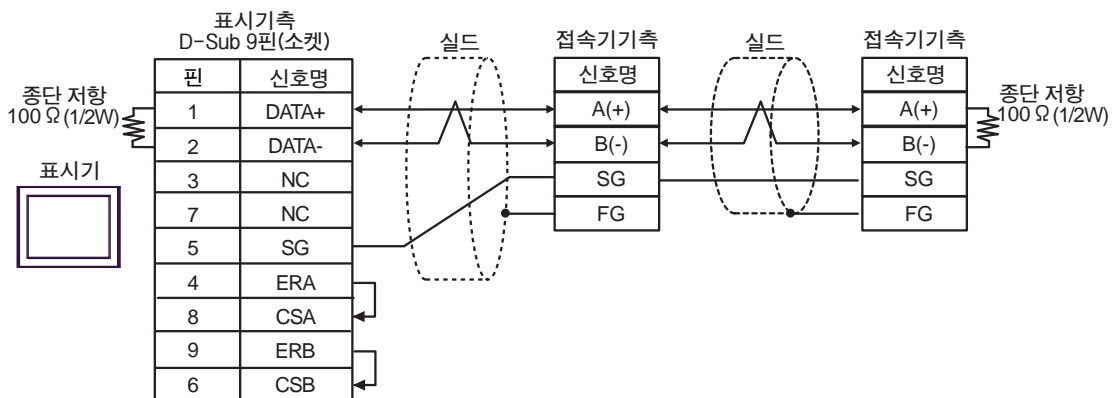 표시기측
D-Sub 9핀(소켓)
실드
접속기기측
실드
접속기기측
핀 신호명
신호명
신호명
종단 저항
100 Ω (1/2W)
1 DATA+
A(+)
A(+)
종단 저항
100 Ω (1/2W)
2 DATA-
B(-)
B(-)
표시기
3 NC
SG
SG
7 NC
FG
FG
5 SG
4 ERA
8 CSA
9 ERB
6 CSB